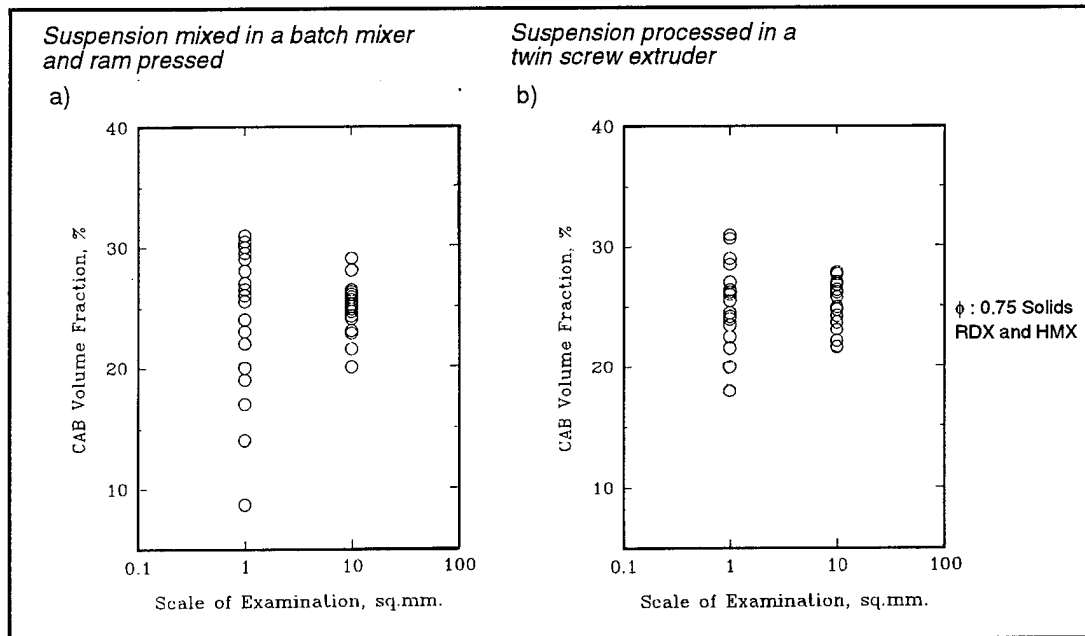 Suspension mixed in a batch mixer
and ram pressed
a)
40
30
20
10
CAB Volume Fraction, %
0.1
1
10
100
Scale of Examination, sq.mm.
Suspension processed in a
twin screw extruder
b)
40
30
20
10
CAB Volume Fraction, %
0.1
1
10
100
Scale of Examination, sq.mm.
ϕ : 0.75 Solids
RDX and HMX